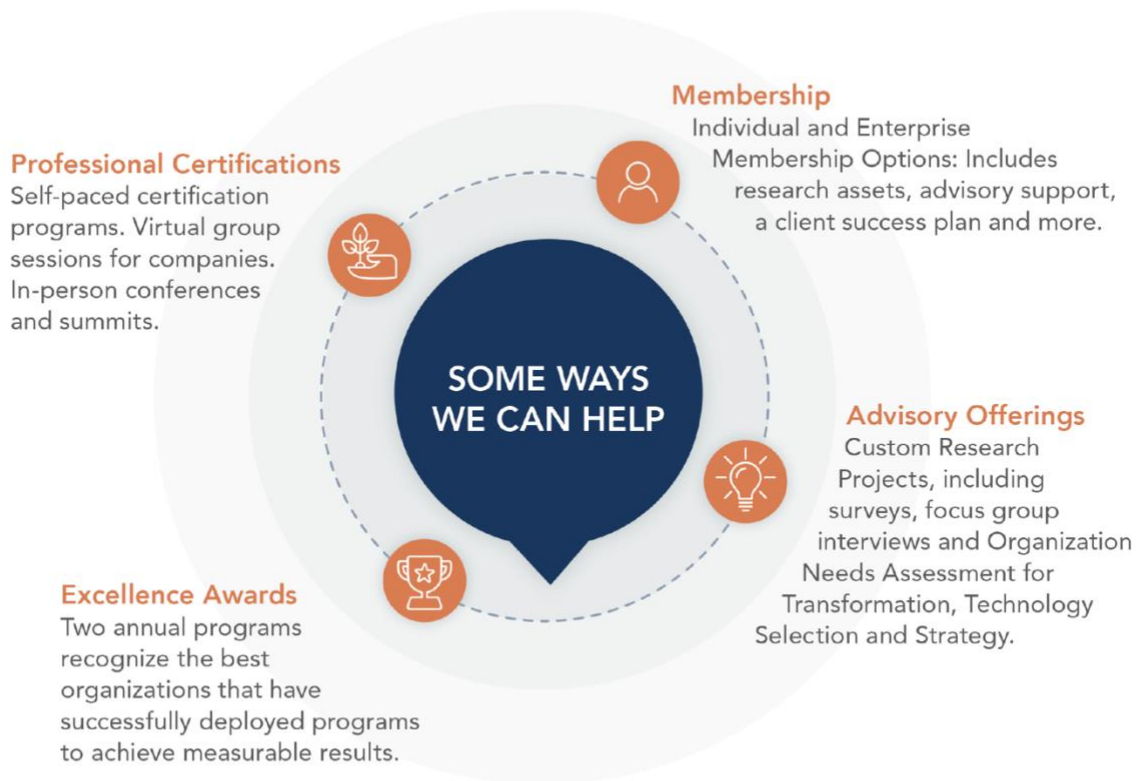 Membership
Individual and Enterprise
Membership Options: Includes
research assets, advisory support,
a client success plan and more.
Professional Certifications
Self-paced certification
programs. Virtual group
sessions for companies.
In-person conferences
and summits.
SOME WAYS
WE CAN HELP
Advisory Offerings
Custom Research
Projects, including
surveys, focus group
interviews and Organization
Needs Assessment for
Transformation, Technology
Selection and Strategy.
Excellence Awards
Two annual programs
recognize the best
organizations that have
successfully deployed programs
to achieve measurable results.